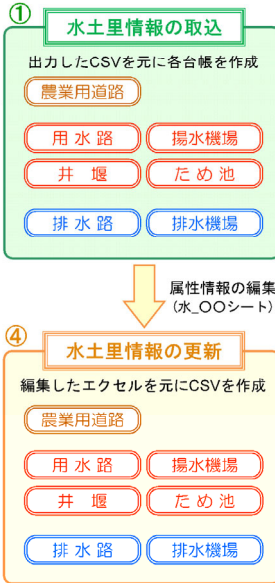 ①
水土里情報の取込
出力したCSVを元に各台帳を作成
農業用道路
用水路 揚水機場
井堰 ため池
排水路 排水機場
属性情報の編集
(水_〇〇シート)
④
水土里情報の更新
編集したエクセルを元にCSVを作成
農業用道路
用水路 揚水機場
井堰 ため池
排水路 排水機場